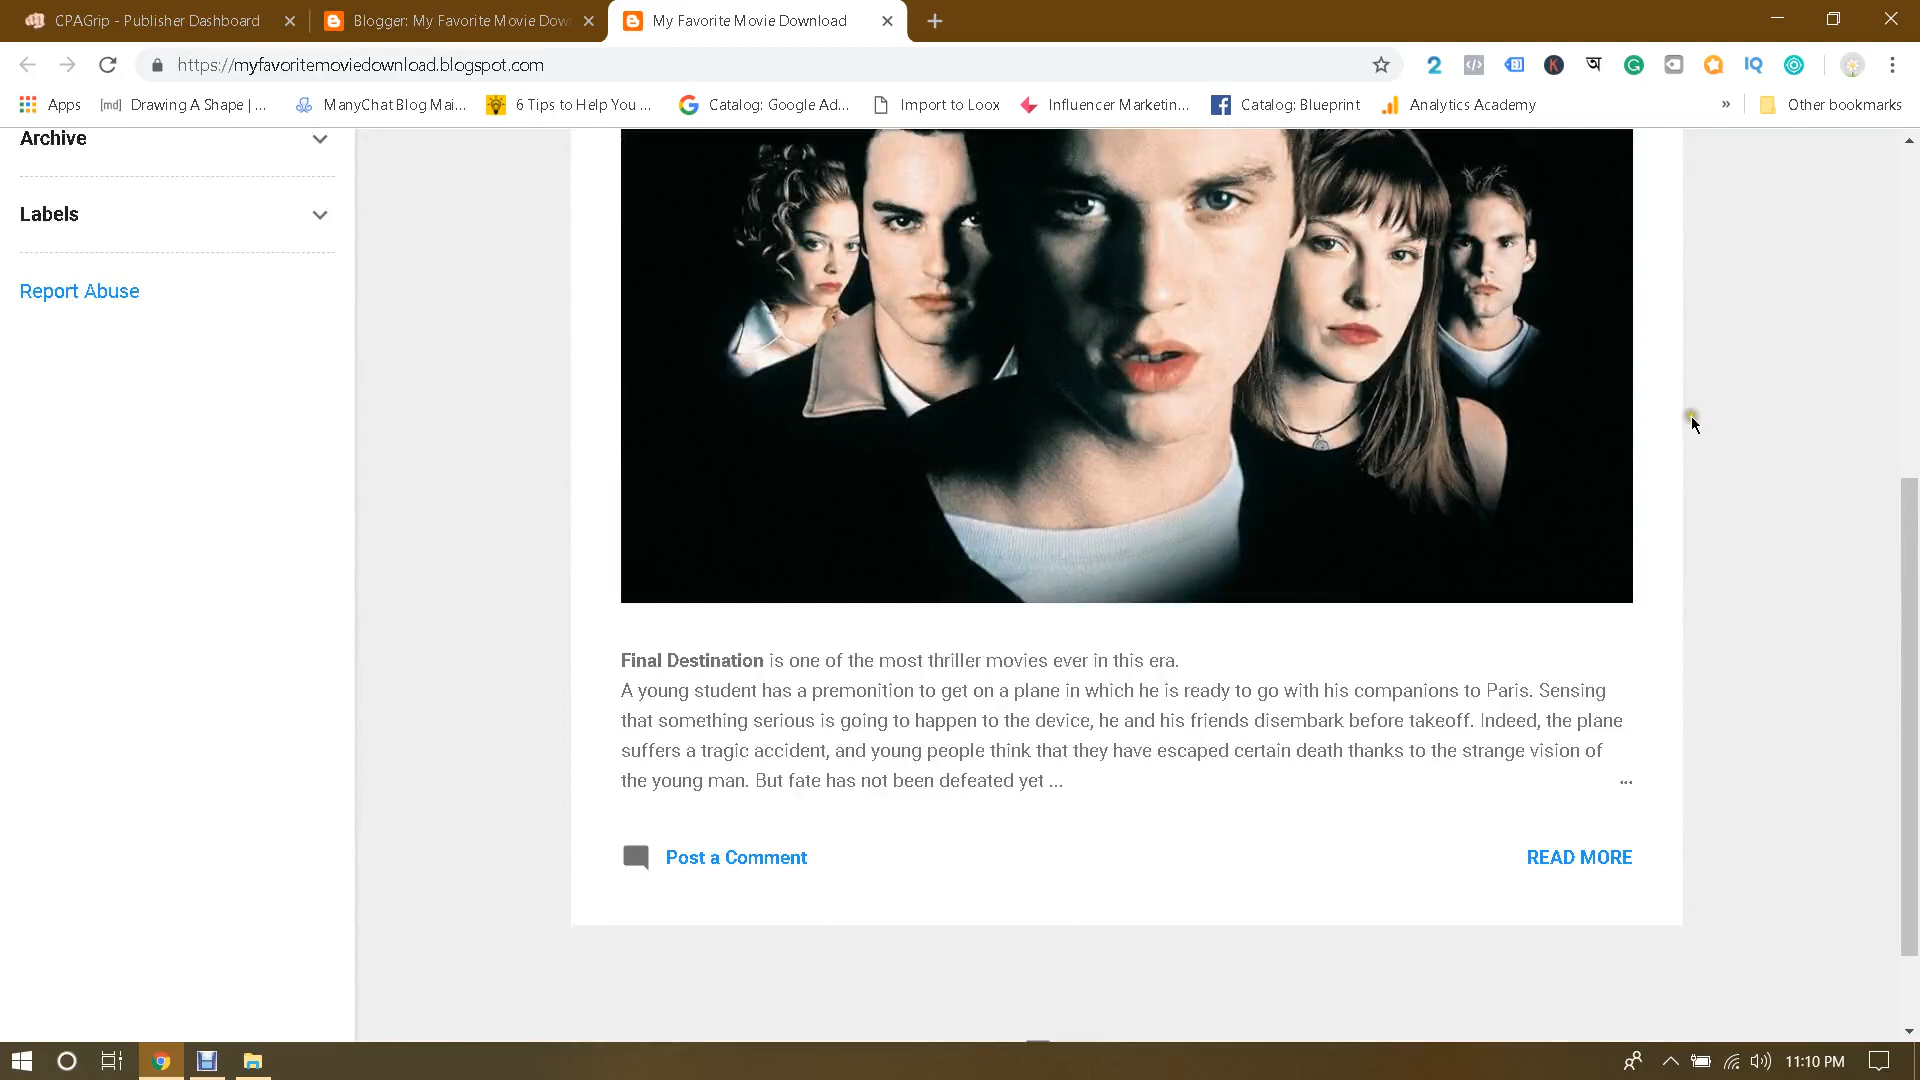 CPAGrip - Publisher Dashboard
Blogger: My Favorite Movie Dow
My Favorite Movie Download
https://myfavoritemoviedownload.blogspot.com
Apps
[md] Drawing A Shape | ...
ManyChat Blog Mai...
6 Tips to Help You ...
Catalog: Google Ad...
Import to Loox
Influencer Marketin...
Catalog: Blueprint
Analytics Academy
»
Other bookmarks
Archive
Labels
Report Abuse
Final Destination is one of the most thriller movies ever in this era.
A young student has a premonition to get on a plane in which he is ready to go with his companions to Paris. Sensing
that something serious is going to happen to the device, he and his friends disembark before takeoff. Indeed, the plane
suffers a tragic accident, and young people think that they have escaped certain death thanks to the strange vision of
the young man. But fate has not been defeated yet ...
...
Post a Comment
READ MORE
11:10 PM